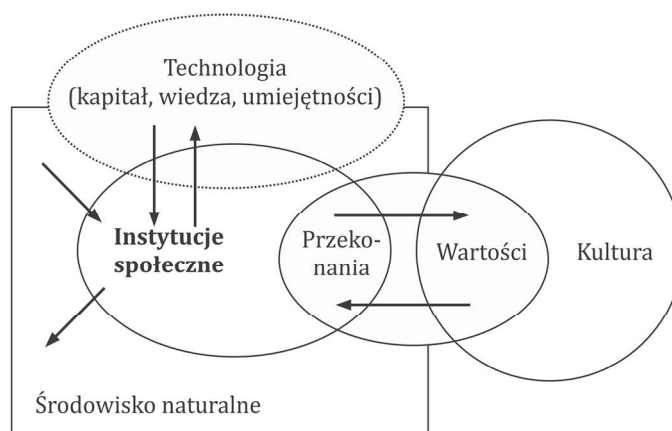 Technologia
(kapitał, wiedza, umiejętności)
Instytucje
społeczne
Przeko-
nania
Wartości
Kultura
Środowisko naturalne